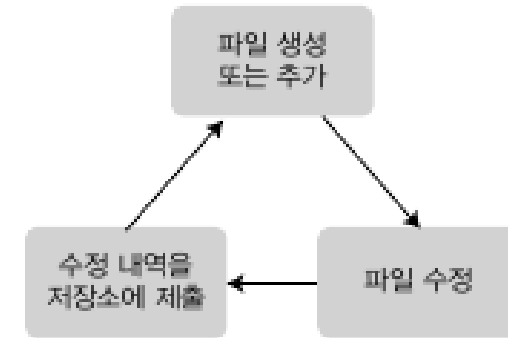 파일 생성
또는 추가
수정 내역을
저장소에 제출
파일 수정